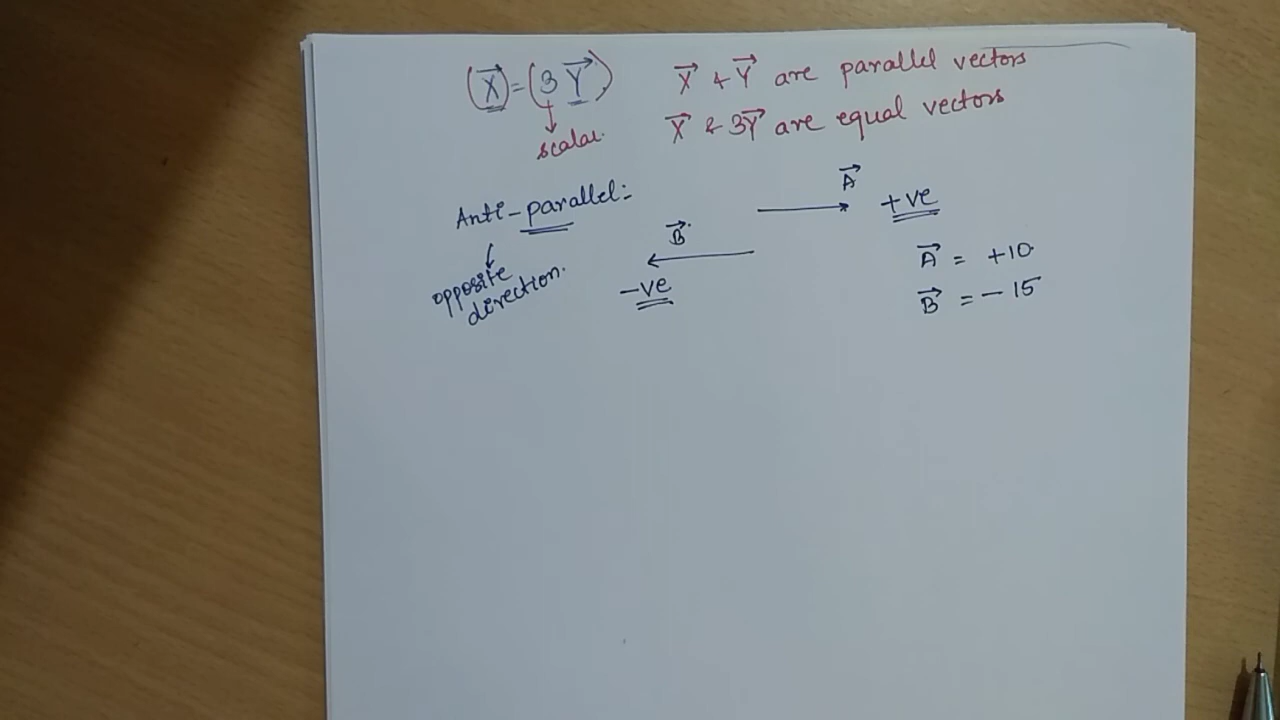 (X⃗) = (3 Y⃗)
scalar.
X⃗ & Y⃗ are parallel vectors
X⃗ & 3Y⃗ are equal vectors
Anti-parallel:-
opposite
direction.
A⃗
+ve
B⃗
-ve
A⃗ = +10
B⃗ = - 15